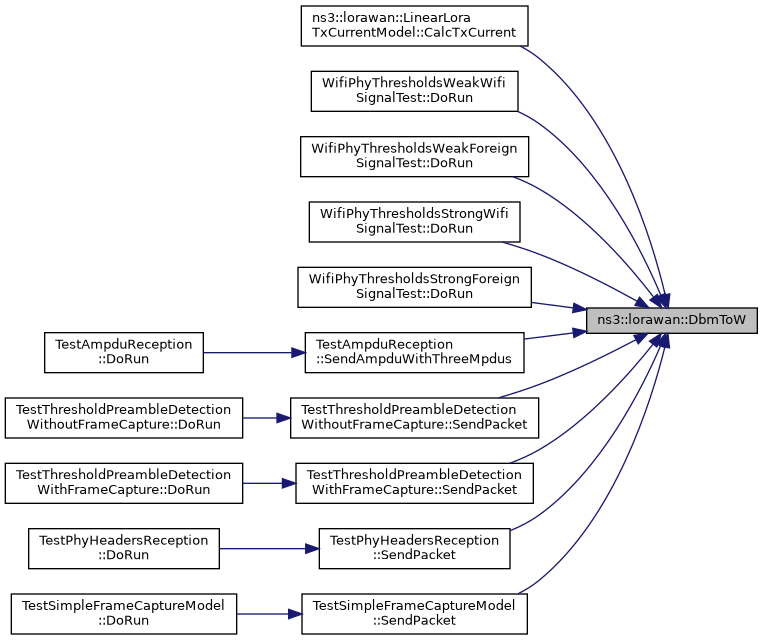 ns3::lorawan::LinearLora
TxCurrentModel::CalcTxCurrent
WifiPhyThresholdsWeakWifi
SignalTest::DoRun
WifiPhyThresholdsWeakForeign
SignalTest::DoRun
WifiPhyThresholdsStrongWifi
SignalTest::DoRun
WifiPhyThresholdsStrongForeign
SignalTest::DoRun
ns3::lorawan::DbmToW
TestAmpduReception
::DoRun
TestAmpduReception
::SendAmpduWithThreeMpdus
TestThresholdPreambleDetection
WithoutFrameCapture::DoRun
TestThresholdPreambleDetection
WithoutFrameCapture::SendPacket
TestThresholdPreambleDetection
WithFrameCapture::DoRun
TestThresholdPreambleDetection
WithFrameCapture::SendPacket
TestPhyHeadersReception
::DoRun
TestPhyHeadersReception
::SendPacket
TestSimpleFrameCaptureModel
::DoRun
TestSimpleFrameCaptureModel
::SendPacket